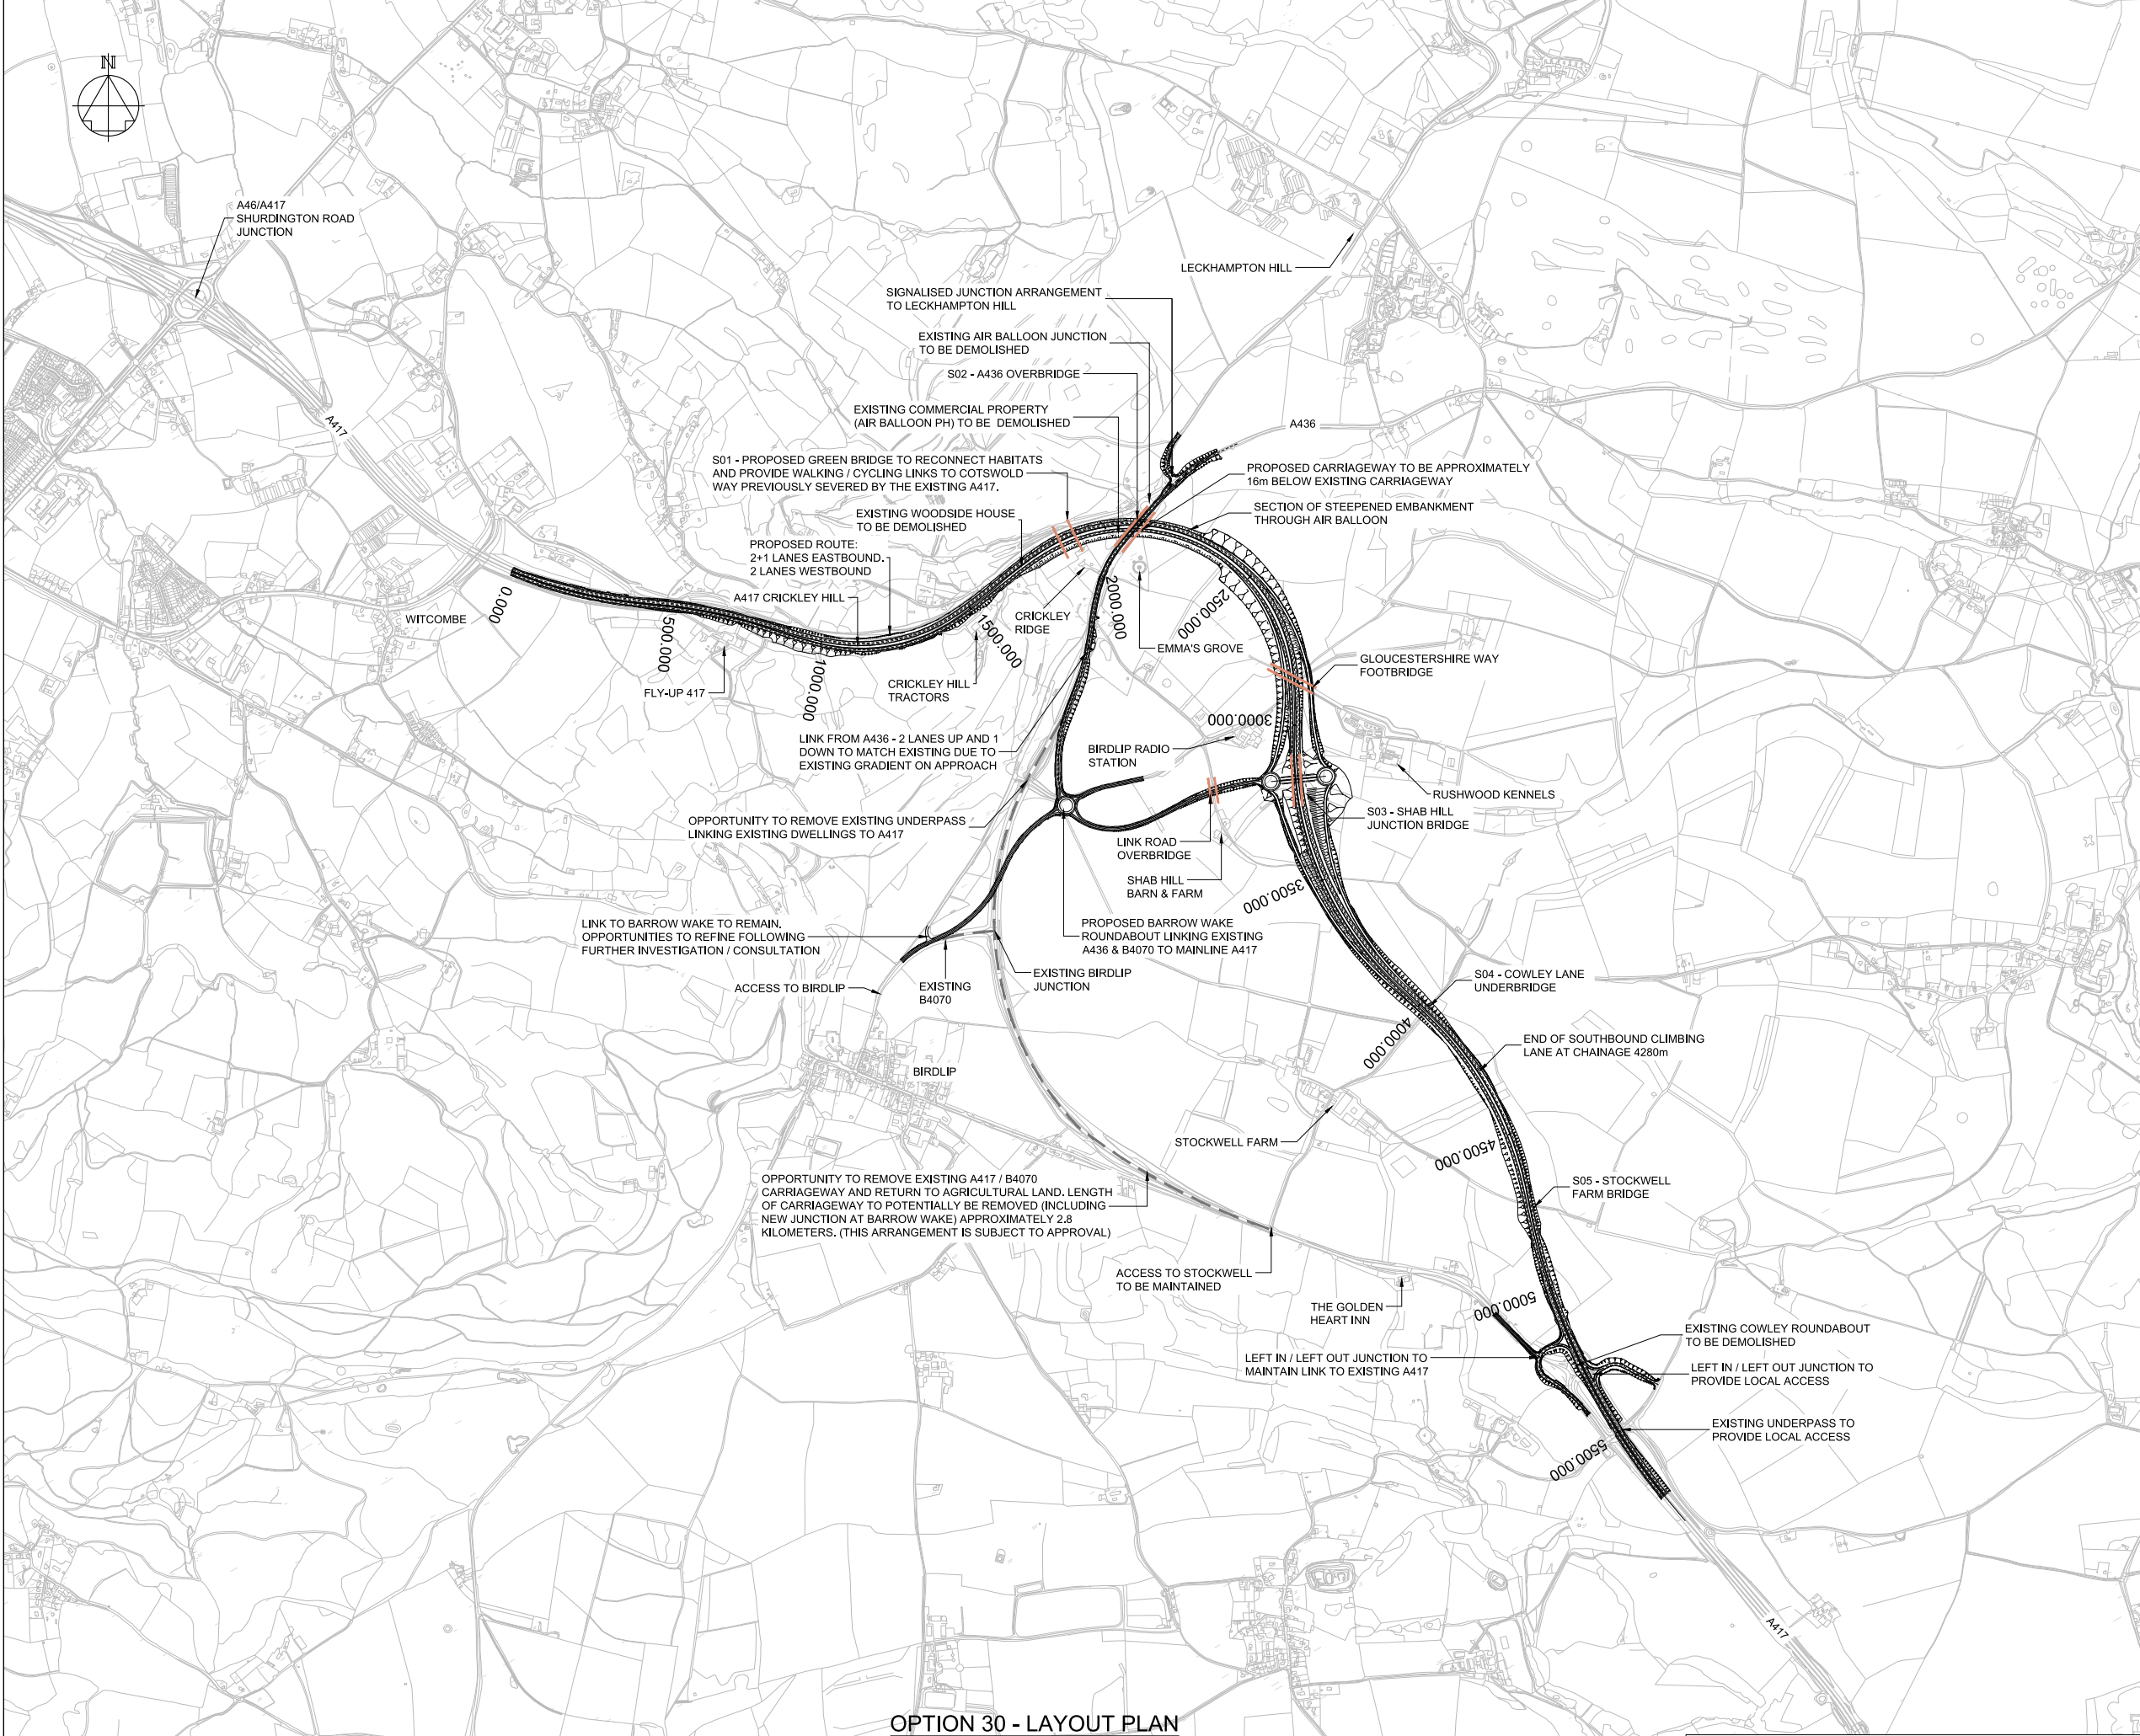 N
A46/A417
SHURDINGTON ROAD
JUNCTION
LECKHAMPTON HILL
SIGNALISED JUNCTION ARRANGEMENT
TO LECKHAMPTON HILL
EXISTING AIR BALLOON JUNCTION
TO BE DEMOLISHED
S02 - A436 OVERBRIDGE
EXISTING COMMERCIAL PROPERTY
(AIR BALLOON PH) TO BE DEMOLISHED
A417
A436
S01 - PROPOSED GREEN BRIDGE TO RECONNECT HABITATS
AND PROVIDE WALKING / CYCLING LINKS TO COTSWOLD
WAY PREVIOUSLY SEVERED BY THE EXISTING A417.
PROPOSED CARRIAGEWAY TO BE APPROXIMATELY
16m BELOW EXISTING CARRIAGEWAY
EXISTING WOODSIDE HOUSE
TO BE DEMOLISHED
SECTION OF STEEPENED EMBANKMENT
THROUGH AIR BALLOON
PROPOSED ROUTE:
2+1 LANES EASTBOUND.
2 LANES WESTBOUND
A417 CRICKLEY HILL
0.000
500.000
1000.000
1500.000
2000.000
2500.000
WITCOMBE
CRICKLEY
RIDGE
EMMA'S GROVE
GLOUCESTERSHIRE WAY
FOOTBRIDGE
FLY-UP 417
CRICKLEY HILL
TRACTORS
3000.000
LINK FROM A436 - 2 LANES UP AND 1
DOWN TO MATCH EXISTING DUE TO
EXISTING GRADIENT ON APPROACH
BIRDLIP RADIO
STATION
RUSHWOOD KENNELS
S03 - SHAB HILL
JUNCTION BRIDGE
OPPORTUNITY TO REMOVE EXISTING UNDERPASS
LINKING EXISTING DWELLINGS TO A417
LINK ROAD
OVERBRIDGE
SHAB HILL
BARN & FARM
3500.000
LINK TO BARROW WAKE TO REMAIN.
OPPORTUNITIES TO REFINE FOLLOWING
FURTHER INVESTIGATION / CONSULTATION
PROPOSED BARROW WAKE
ROUNDABOUT LINKING EXISTING
A436 & B4070 TO MAINLINE A417
EXISTING BIRDLIP
JUNCTION
ACCESS TO BIRDLIP
EXISTING
B4070
S04 - COWLEY LANE
UNDERBRIDGE
4000.000
END OF SOUTHBOUND CLIMBING
LANE AT CHAINAGE 4280m
BIRDLIP
STOCKWELL FARM
4500.000
OPPORTUNITY TO REMOVE EXISTING A417 / B4070
CARRIAGEWAY AND RETURN TO AGRICULTURAL LAND. LENGTH
OF CARRIAGEWAY TO POTENTIALLY BE REMOVED (INCLUDING
NEW JUNCTION AT BARROW WAKE) APPROXIMATELY 2.8
KILOMETERS. (THIS ARRANGEMENT IS SUBJECT TO APPROVAL)
S05 - STOCKWELL
FARM BRIDGE
ACCESS TO STOCKWELL
TO BE MAINTAINED
THE GOLDEN
HEART INN
5000.000
EXISTING COWLEY ROUNDABOUT
TO BE DEMOLISHED
LEFT IN / LEFT OUT JUNCTION TO
MAINTAIN LINK TO EXISTING A417
LEFT IN / LEFT OUT JUNCTION TO
PROVIDE LOCAL ACCESS
EXISTING UNDERPASS TO
PROVIDE LOCAL ACCESS
5500.000
A417
OPTION 30 - LAYOUT PLAN